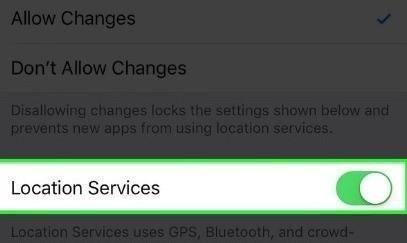 Allow Changes
Don't Allow Changes
Disallowing changes locks the settings shown below and
prevents new apps from using location services.
Location Services
Location Services uses GPS, Bluetooth, and crowd-